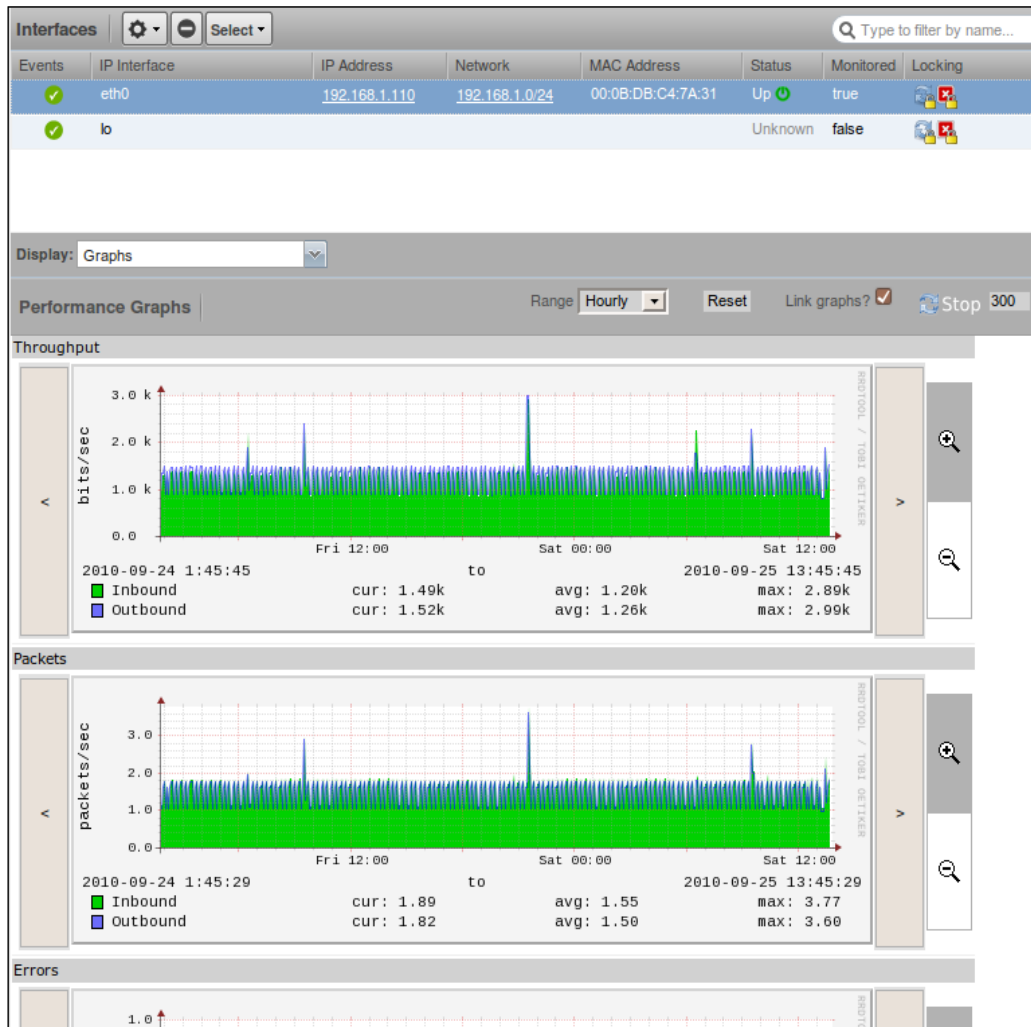 Interfaces Select Type to filter by name...
Events IP Interface IP Address Network MAC Address Status Monitored Locking
eth0 192.168.1.110 192.168.1.0/24 00:0B:DB:C4:7A:31 Up true
lo Unknown false
Display: Graphs
Performance Graphs Range Hourly Reset Link graphs? Stop 300
Throughput
RRDTOOL / TOBI OETIKER
bits/sec
3.0 k
2.0 k
1.0 k
0.0
Fri 12:00 Sat 00:00 Sat 12:00
2010-09-24 1:45:45 to 2010-09-25 13:45:45
Inbound cur: 1.49k avg: 1.20k max: 2.89k
Outbound cur: 1.52k avg: 1.26k max: 2.99k
< >
Packets
RRDTOOL / TOBI OETIKER
packets/sec
3.0
2.0
1.0
0.0
Fri 12:00 Sat 00:00 Sat 12:00
2010-09-24 1:45:29 to 2010-09-25 13:45:29
Inbound cur: 1.89 avg: 1.55 max: 3.77
Outbound cur: 1.82 avg: 1.50 max: 3.60
< >
Errors
1.0